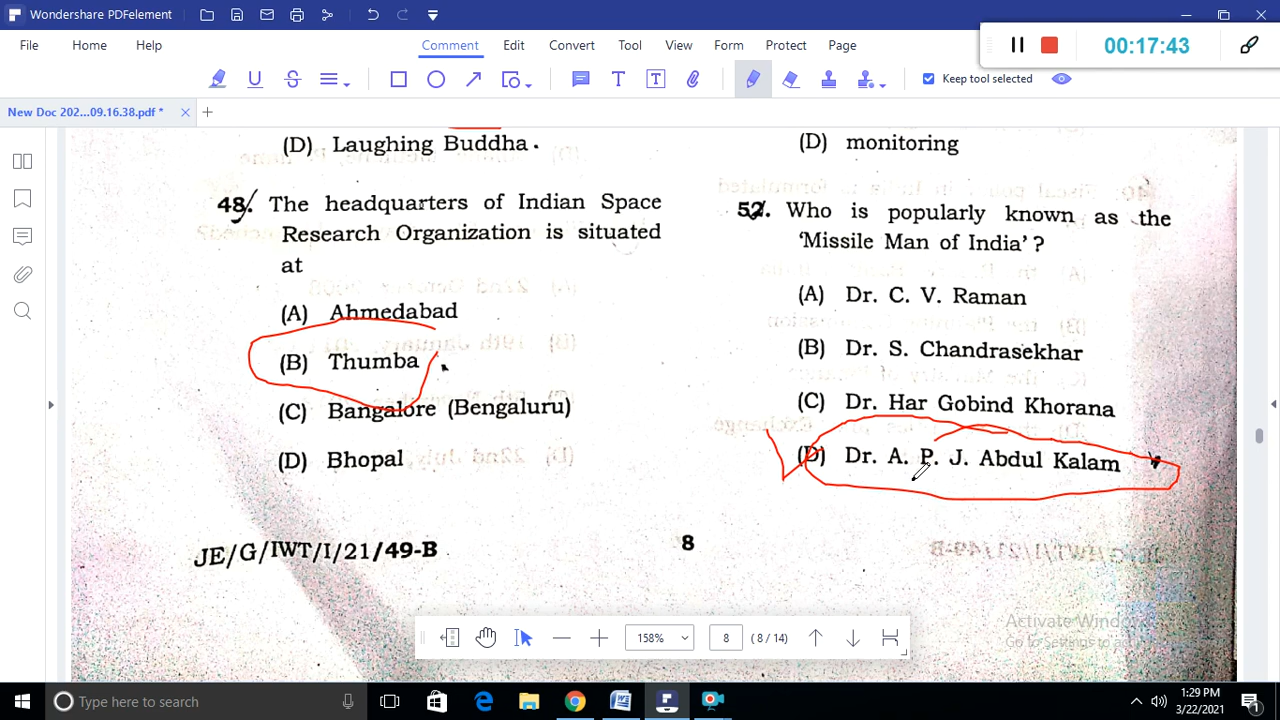 Wondershare PDFelement
File Home Help Comment Edit Convert Tool View Form Protect Page
00:17:43
Keep tool selected
New Doc 202...09.16.38.pdf *
(D) Laughing Buddha
48. The headquarters of Indian Space
Research Organization is situated
at
(A) Ahmedabad
(B) Thumba
(C) Bangalore (Bengaluru)
(D) Bhopal
JE/G/IWT/I/21/49-B
(D) monitoring
52. Who is popularly known as the
'Missile Man of India' ?
(A) Dr. C. V. Raman
(B) Dr. S. Chandrasekhar
(C) Dr. Har Gobind Khorana
(D) Dr. A. P. J. Abdul Kalam
8
158% 8 ( 8 / 14)
Activate Windows
Go to Settings to activate
Type here to search
1:29 PM
3/22/2021